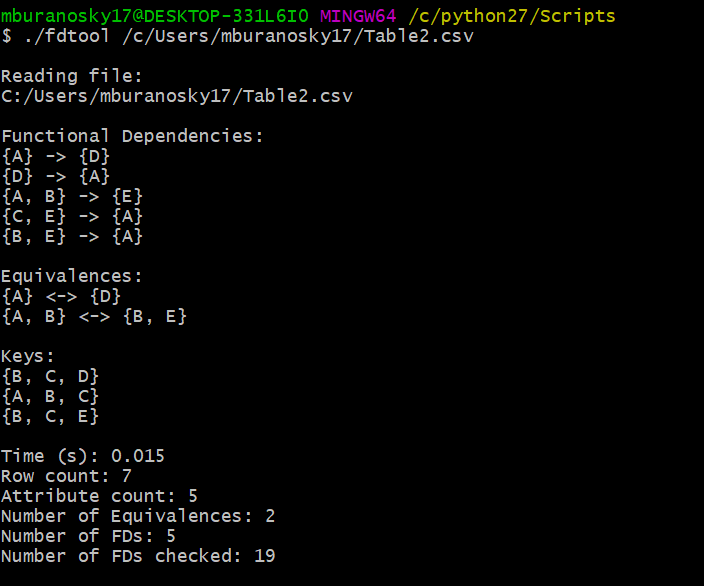 mburanosky17@DESKTOP-331L6I0 MINGW64 /c/python27/Scripts
$ ./fdtool /c/Users/mburanosky17/Table2.csv
Reading file:
C:/Users/mburanosky17/Table2.csv
Functional Dependencies:
{A} -> {D}
{D} -> {A}
{A, B} -> {E}
{C, E} -> {A}
{B, E} -> {A}
Equivalences:
{A} <-> {D}
{A, B} <-> {B, E}
Keys:
{B, C, D}
{A, B, C}
{B, C, E}
Time (s): 0.015
Row count: 7
Attribute count: 5
Number of Equivalences: 2
Number of FDs: 5
Number of FDs checked: 19